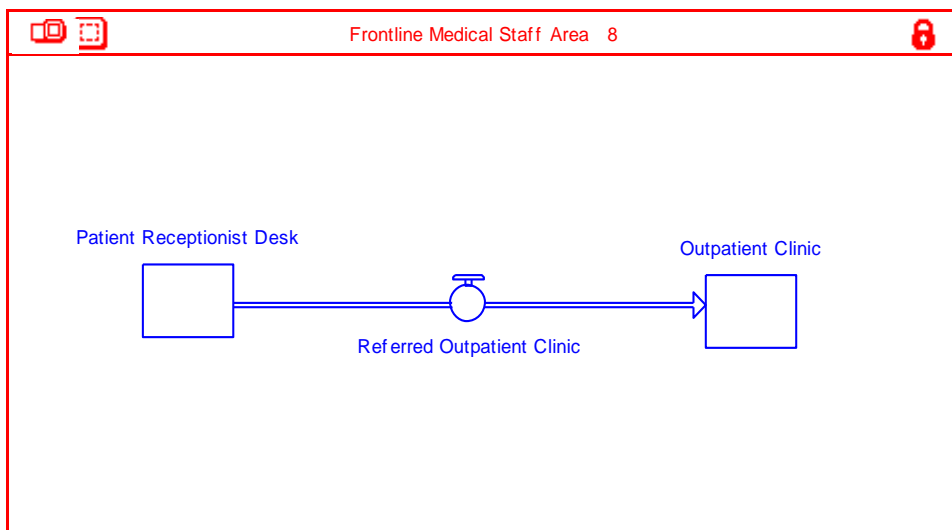 Frontline Medical Staff Area 8
Patient Receptionist Desk
Outpatient Clinic
Referred Outpatient Clinic